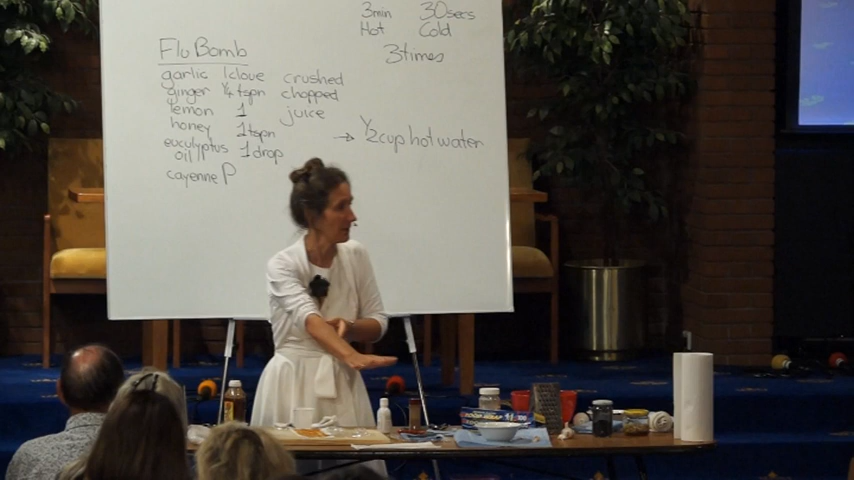 3min 30secs
Hot Cold
3times
Flu Bomb
garlic 1clove crushed
ginger ¼ tspn chopped
lemon 1 juice
honey 1tspn
→ ½cup hot water
eucylyptus 1 drop
oil
cayenne P